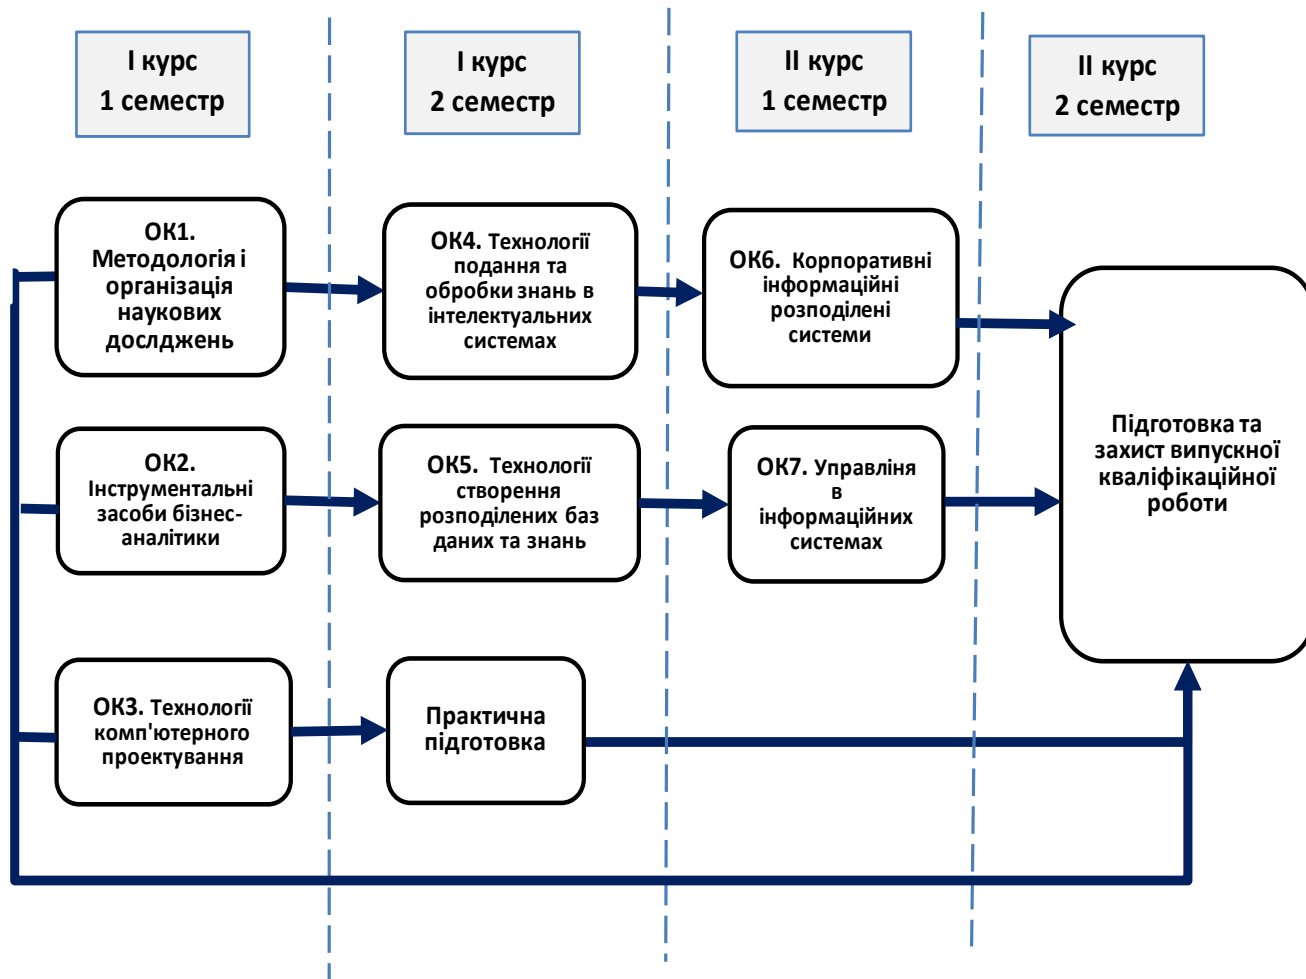 І курс
1 семестр
І курс
2 семестр
ІІ курс
1 семестр
ІІ курс
2 семестр
ОК1.
Методологія і
організація
наукових
дослджень
ОК4. Технології
подання та
обробки знань в
інтелектуальних
системах
ОК6. Корпоративні
інформаційні
розподілені
системи
Підготовка та
захист випускної
кваліфікаційної
роботи
ОК2.
Інструментальні
засоби бізнес-
аналітики
ОК5. Технології
створення
розподілених баз
даних та знань
ОК7. Управліня
в
інформаційних
системах
ОК3. Технології
комп'ютерного
проектування
Практична
підготовка